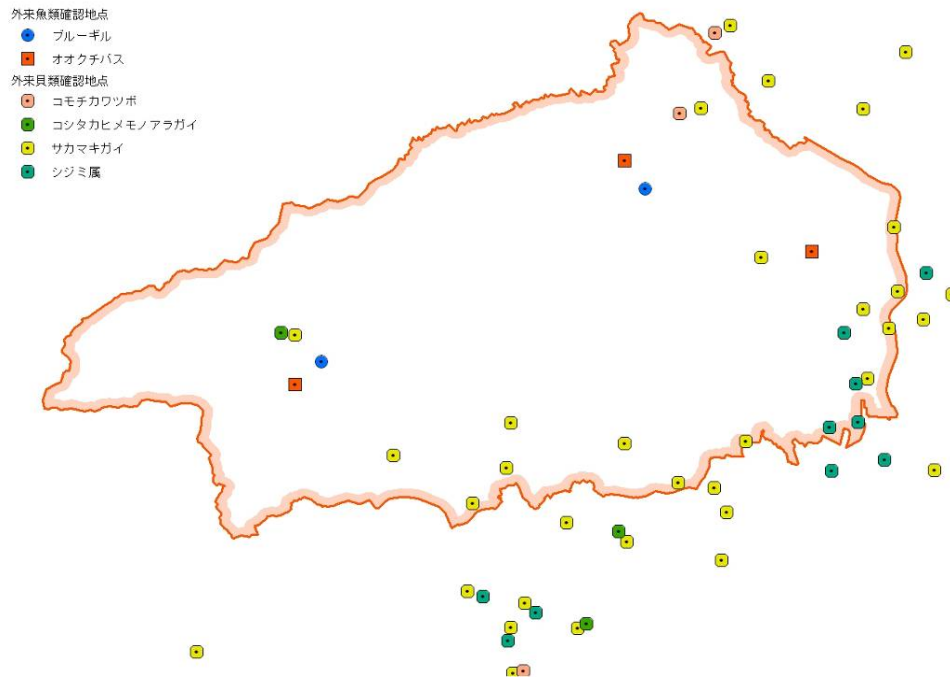 外来魚類確認地点
ブルーギル
オオクチバス
外来貝類確認地点
コモチカワツボ
コシタカヒメモノアラガイ
サカマキガイ
シジミ属